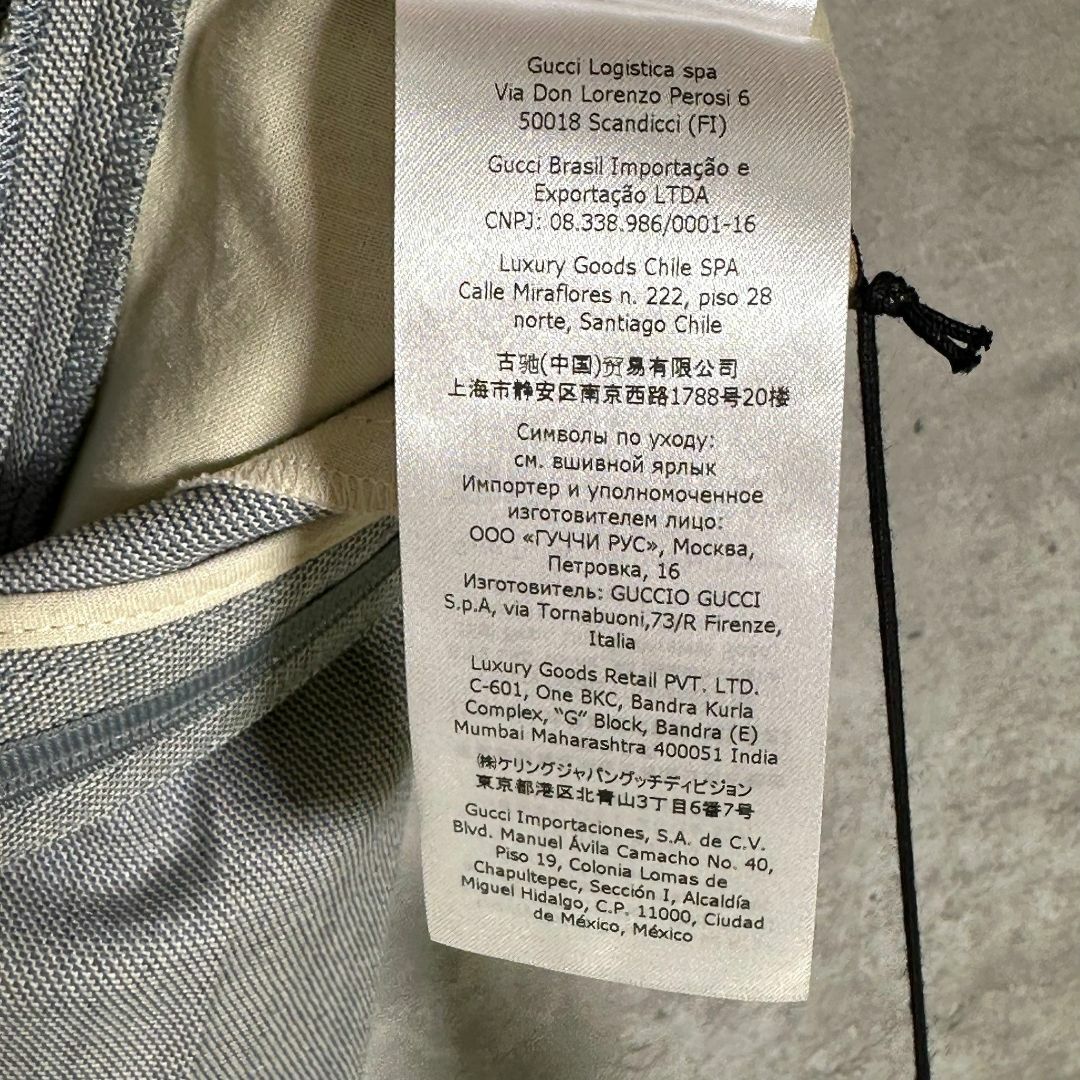 Gucci Logistica spa
Via Don Lorenzo Perosi 6
50018 Scandicci (FI)
Gucci Brasil Importação e
Exportação LTDA
CNPJ: 08.338.986/0001-16
Luxury Goods Chile SPA
Calle Miraflores n. 222, piso 28
norte, Santiago Chile
古驰(中国)贸易有限公司
上海市静安区南京西路1788号20楼
Символы по уходу:
см. вшивной ярлык
Импортер и уполномоченное
изготовителем лицо:
ООО «ГУЧЧИ РУС», Москва,
Петровка, 16
Изготовитель: GUCCIO GUCCI
S.p.A, via Tornabuoni,73/R Firenze,
Italia
Luxury Goods Retail PVT. LTD.
C-601, One BKC, Bandra Kurla
Complex, “G” Block, Bandra (E)
Mumbai Maharashtra 400051 India
㈱ケリングジャパングッチディビジョン
東京都港区北青山3丁目6番7号
Gucci Importaciones, S.A. de C.V.
Blvd. Manuel Ávila Camacho No. 40,
Piso 19, Colonia Lomas de
Chapultepec, Sección I, Alcaldía
Miguel Hidalgo, C.P. 11000, Ciudad
de México, México